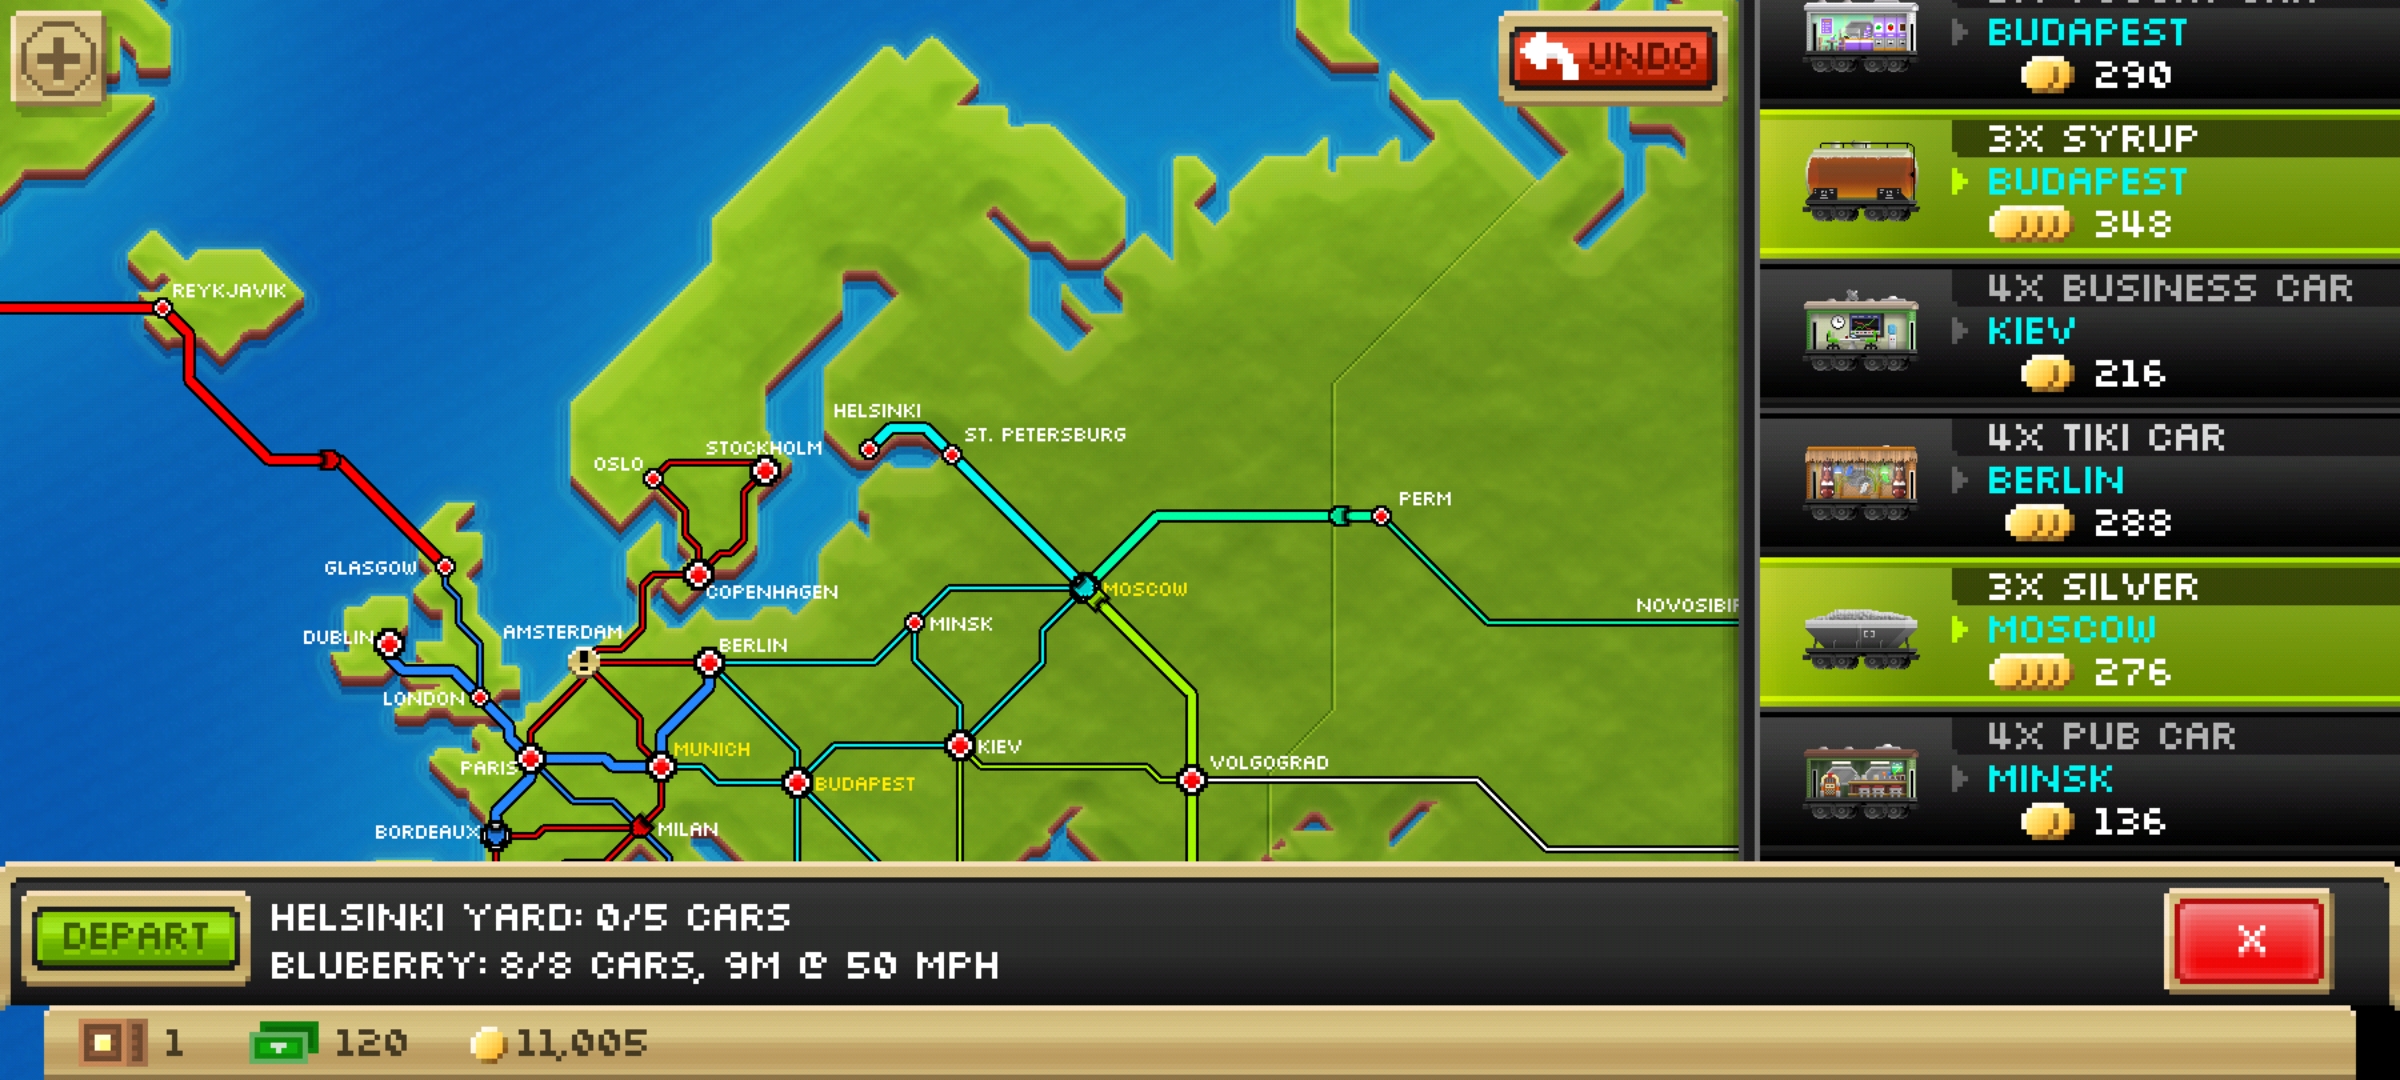 UNDO
REYKJAVIK
HELSINKI
ST. PETERSBURG
STOCKHOLM
OSLO
PERM
GLASGOW
COPENHAGEN
MOSCOW
NOVOSIBI
MINSK
DUBLIN
AMSTERDAM
BERLIN
LONDON
MUNICH
KIEV
VOLGOGRAD
PARIS
BUDAPEST
BORDEAUX
MILAN
BUDAPEST
290
3X SYRUP
BUDAPEST
348
4X BUSINESS CAR
KIEV
216
4X TIKI CAR
BERLIN
288
3X SILVER
MOSCOW
276
4X PUB CAR
MINSK
136
DEPART
HELSINKI YARD: 0/5 CARS
BLUBERRY: 8/8 CARS, 9M @ 50 MPH
X
1
120
11,005